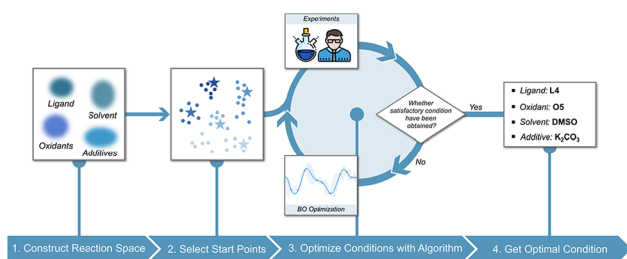 Ligand
Solvent
Oxidants
Additives
Experiments
BO Optimization
Whether
satisfactory condition
have been
obtained?
Yes
No
▪ Ligand: L4
▪ Oxidant: O5
▪ Solvent: DMSO
▪ Additive: K₂CO₃
1. Construct Reaction Space
2. Select Start Points
3. Optimize Conditions with Algorithm
4. Get Optimal Condition